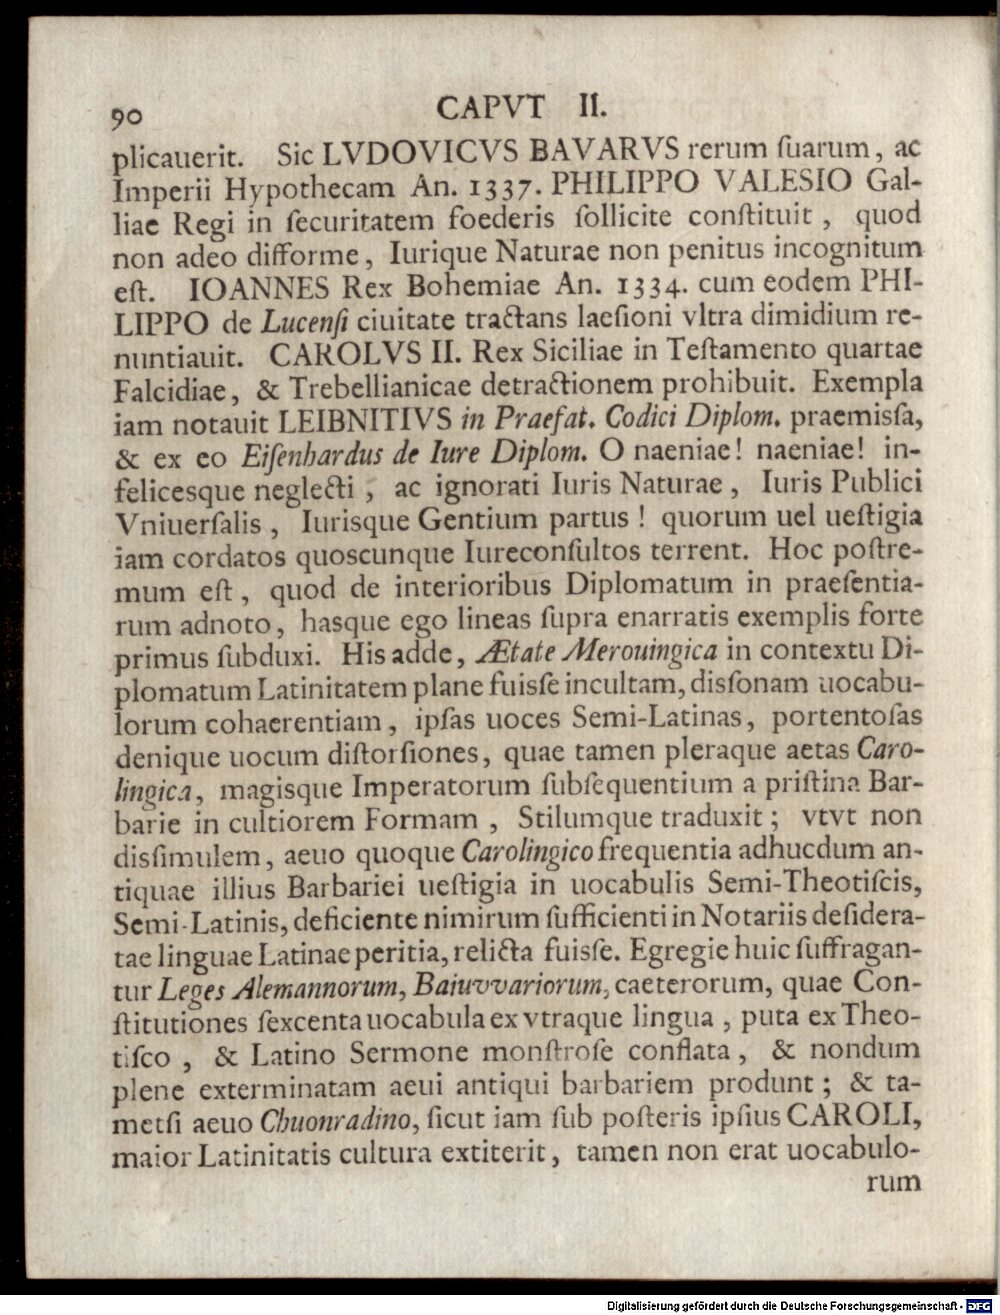 90 CAPVT II.
plicauerit. Sic LVDOVICVS BAVARVS rerum ſuarum, ac
Imperii Hypothecam An. 1337. PHILIPPO VALESIO Gal-
liae Regi in ſecuritatem foederis ſollicite conſtituit, quod
non adeo difforme, Iurique Naturae non penitus incognitum
eſt. IOANNES Rex Bohemiae An. 1334. cum eodem PHI-
LIPPO de Lucenſi ciuitate tractans laeſioni vltra dimidium re-
nuntiauit. CAROLVS II. Rex Siciliae in Teſtamento quartae
Falcidiae, & Trebellianicae detractionem prohibuit. Exempla
iam notauit LEIBNITIVS in Praefat. Codici Diplom. praemiſſa,
& ex eo Eiſenhardus de Iure Diplom. O naeniae! naeniae! in-
felicesque neglecti, ac ignorati Iuris Naturae, Iuris Publici
Vniuerſalis, Iurisque Gentium partus! quorum uel ueſtigia
iam cordatos quoscunque Iureconſultos terrent. Hoc poſtre-
mum eſt, quod de interioribus Diplomatum in praeſentia-
rum adnoto, hasque ego lineas ſupra enarratis exemplis forte
primus ſubduxi. His adde, Ætate Merouingica in contextu Di-
plomatum Latinitatem plane fuiſſe incultam, diſſonam uocabu-
lorum cohaerentiam, ipſas uoces Semi-Latinas, portentoſas
denique uocum diſtorſiones, quae tamen pleraque aetas Caro-
lingica, magisque Imperatorum ſubſequentium a priſtina Bar-
barie in cultiorem Formam, Stilumque traduxit; vtvt non
diſſimulem, aeuo quoque Carolingico frequentia adhucdum an-
tiquae illius Barbariei ueſtigia in uocabulis Semi-Theotiſcis,
Semi-Latinis, deficiente nimirum ſufficienti in Notariis deſidera-
tae linguae Latinae peritia, relicta fuiſſe. Egregie huic ſuffragan-
tur Leges Alemannorum, Baiuvvariorum, caeterorum, quae Con-
ſtitutiones ſexcenta uocabula ex vtraque lingua, puta ex Theo-
tiſco, & Latino Sermone monſtroſe conflata, & nondum
plene exterminatam aeui antiqui barbariem produnt; & ta-
metſi aeuo Chuonradino, ſicut iam ſub poſteris ipſius CAROLI,
maior Latinitatis cultura extiterit, tamen non erat uocabulo-
rum
Digitalisierung gefördert durch die Deutsche Forschungsgemeinschaft - DFG